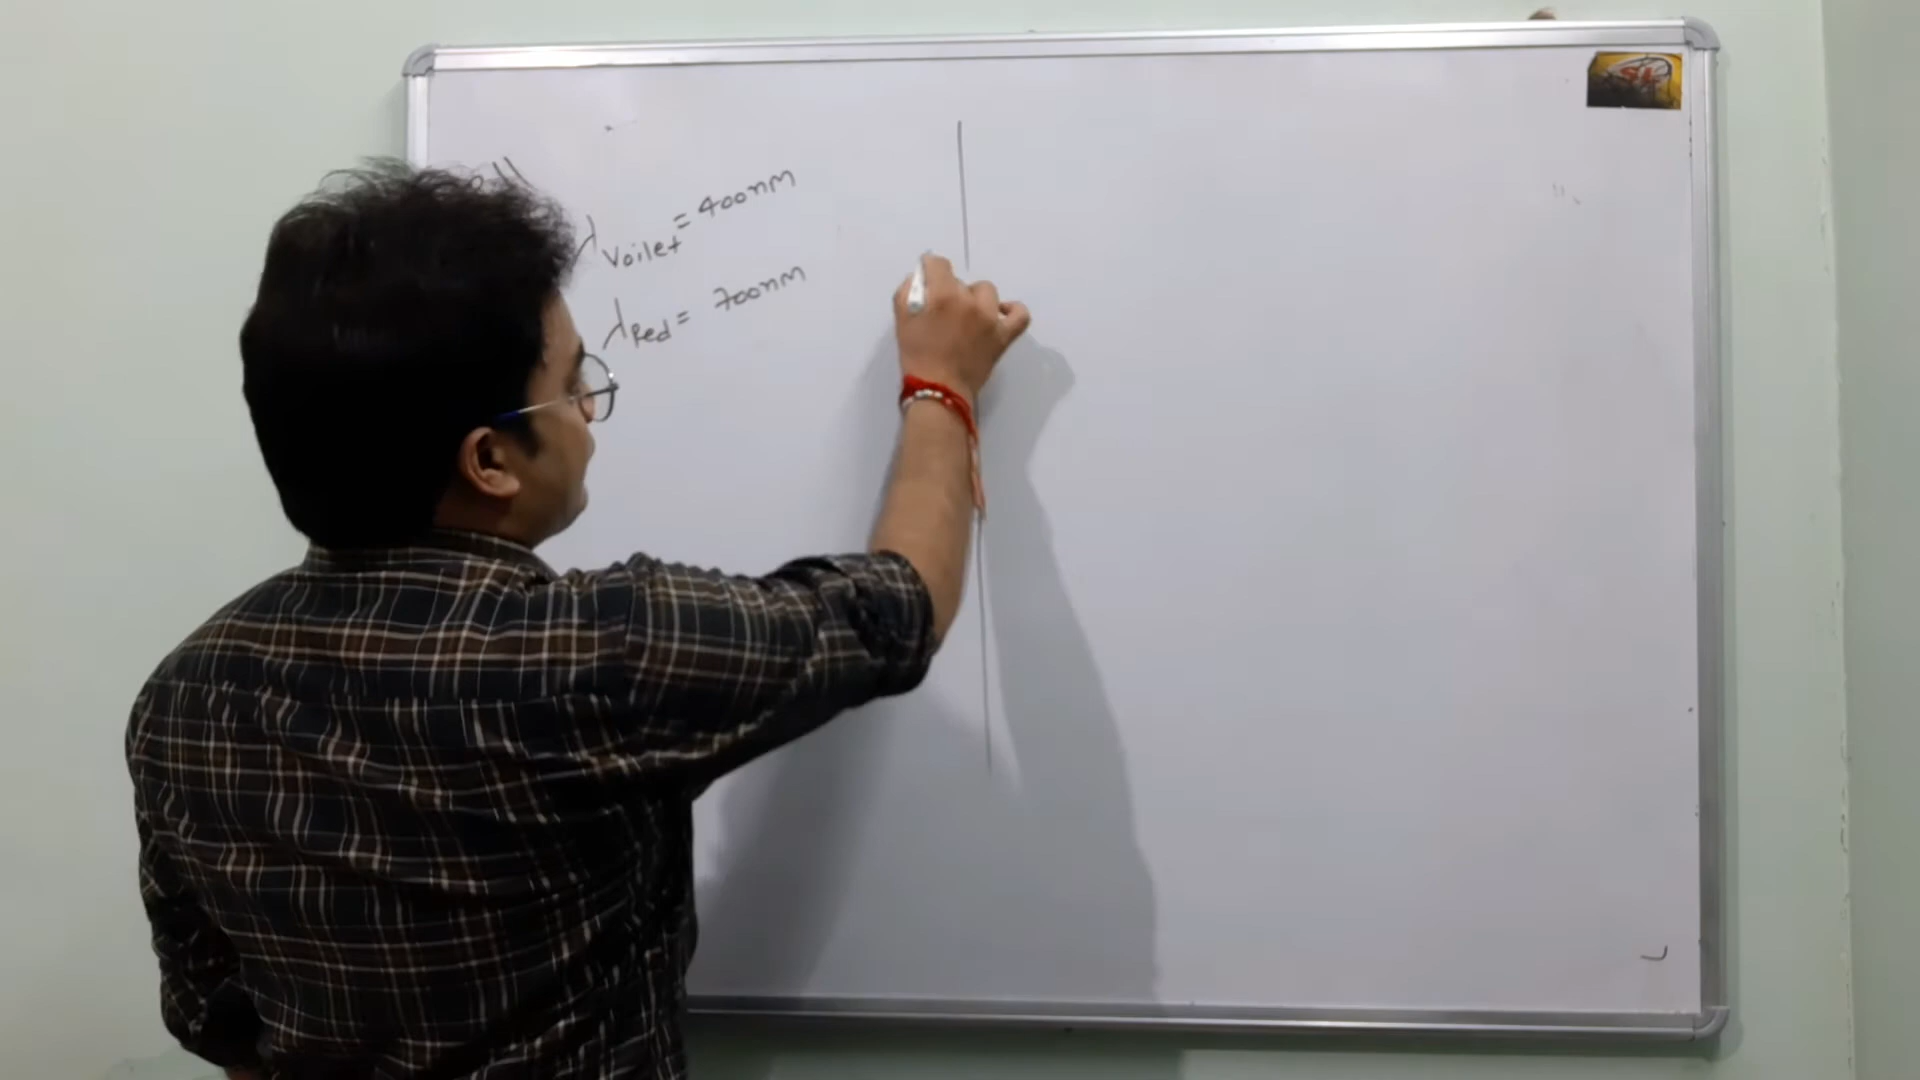 λVoilet = 400nm
λRed = 700nm